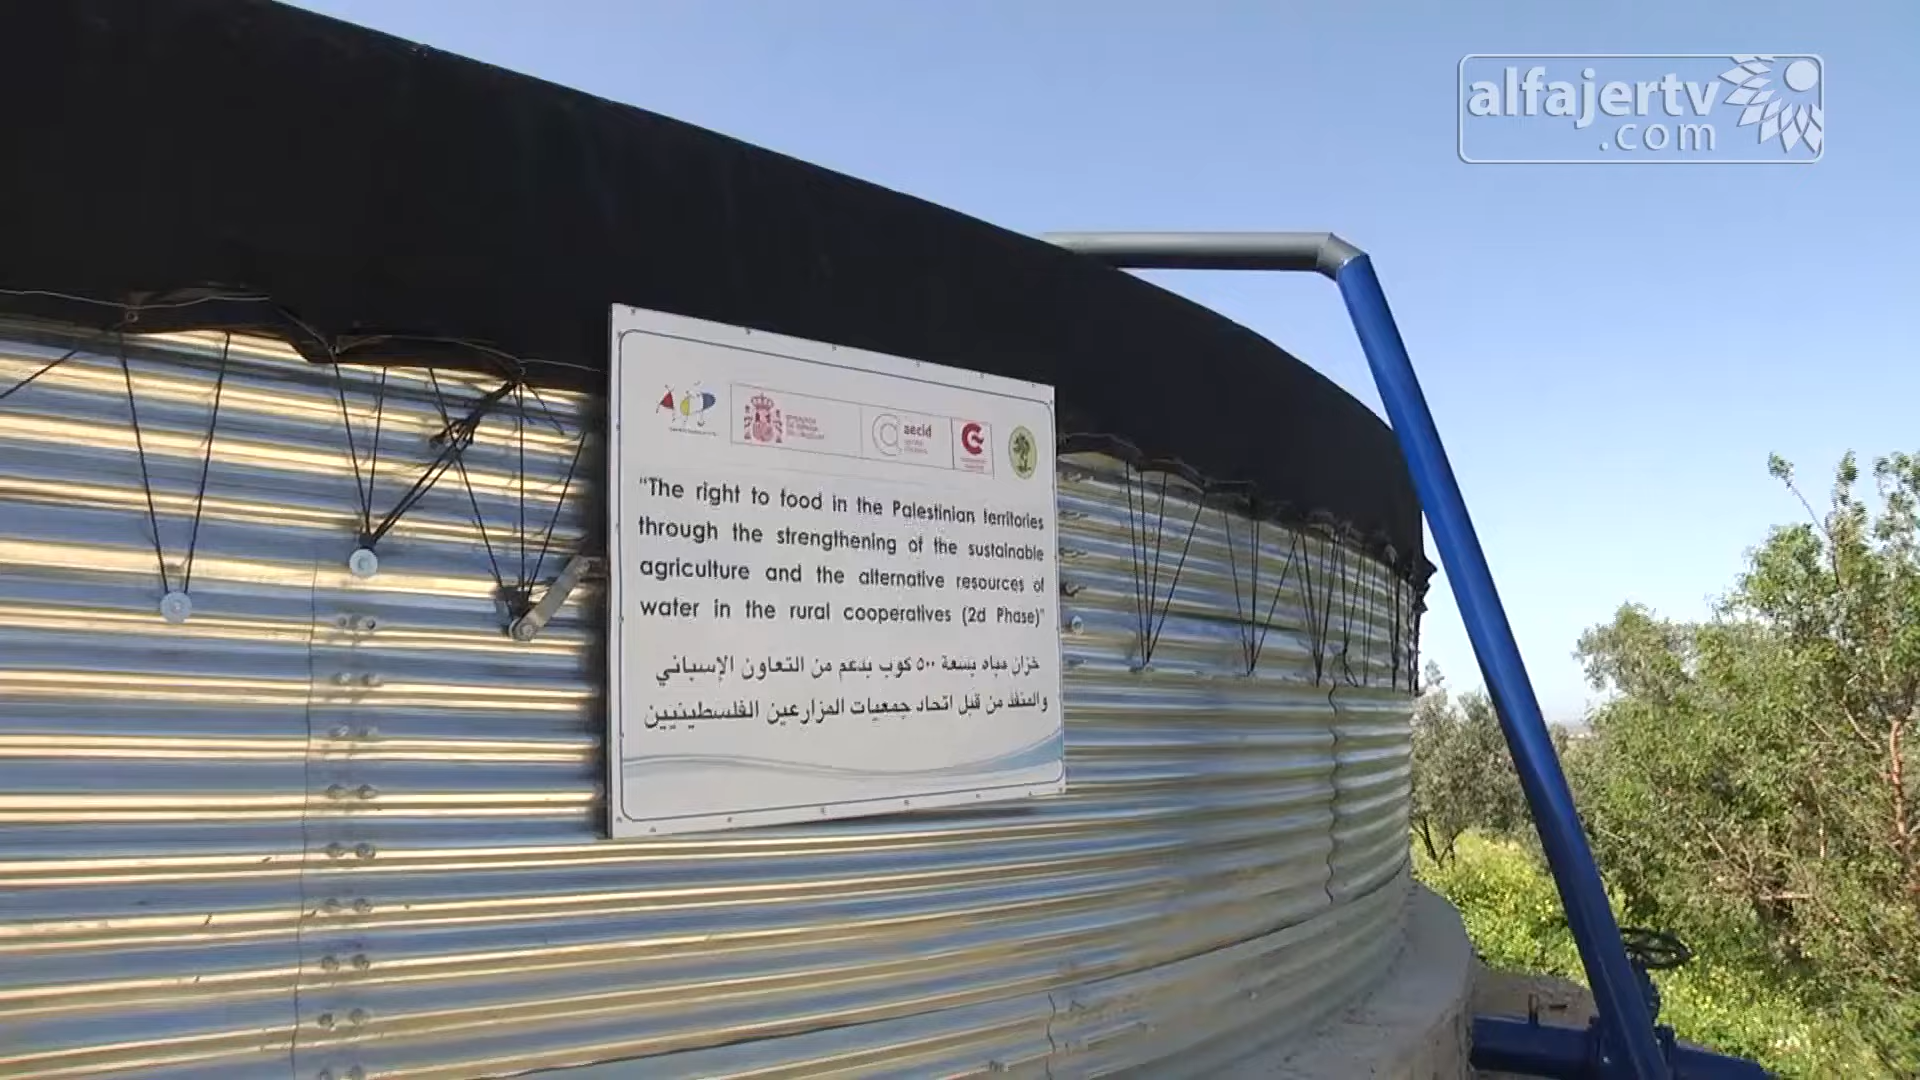 alfajertv
.com
aecid
"The right to food in the Palestinian territories
through the strengthening of the sustainable
agriculture and the alternative resources of
water in the rural cooperatives (2d Phase)"
خزان مياه بسعة ٥٠٠ كوب بدعم من التعاون الإسباني
والمنفذ من قبل اتحاد جمعيات المزارعين الفلسطينيين